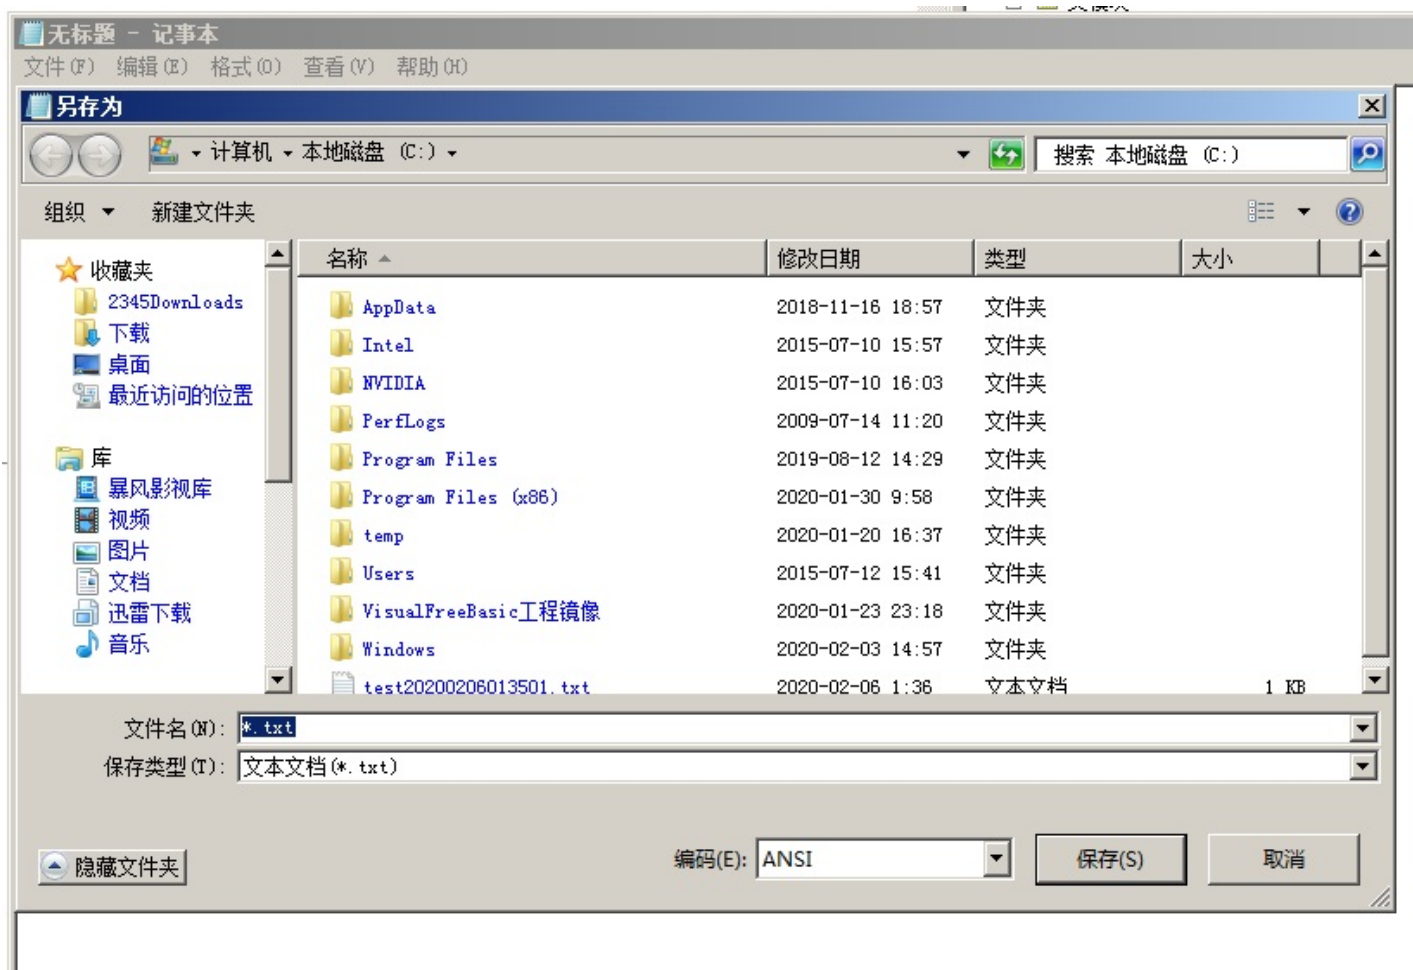 无标题 - 记事本
文件(F) 编辑(E) 格式(O) 查看(V) 帮助(H)
另存为
计算机 本地磁盘 (C:)
搜索 本地磁盘 (C:)
组织 新建文件夹
名称 修改日期 类型 大小
收藏夹
2345Downloads
下载
桌面
最近访问的位置
库
暴风影视库
视频
图片
文档
迅雷下载
音乐
AppData 2018-11-16 18:57 文件夹
Intel 2015-07-10 15:57 文件夹
NVIDIA 2015-07-10 16:03 文件夹
PerfLogs 2009-07-14 11:20 文件夹
Program Files 2019-08-12 14:29 文件夹
Program Files (x86) 2020-01-30 9:58 文件夹
temp 2020-01-20 16:37 文件夹
Users 2015-07-12 15:41 文件夹
VisualFreeBasic工程镜像 2020-01-23 23:18 文件夹
Windows 2020-02-03 14:57 文件夹
test20200206013501.txt 2020-02-06 1:36 文本文档 1 KB
文件名(N): *.txt
保存类型(T): 文本文档(*.txt)
隐藏文件夹
编码(E): ANSI
保存(S)
取消